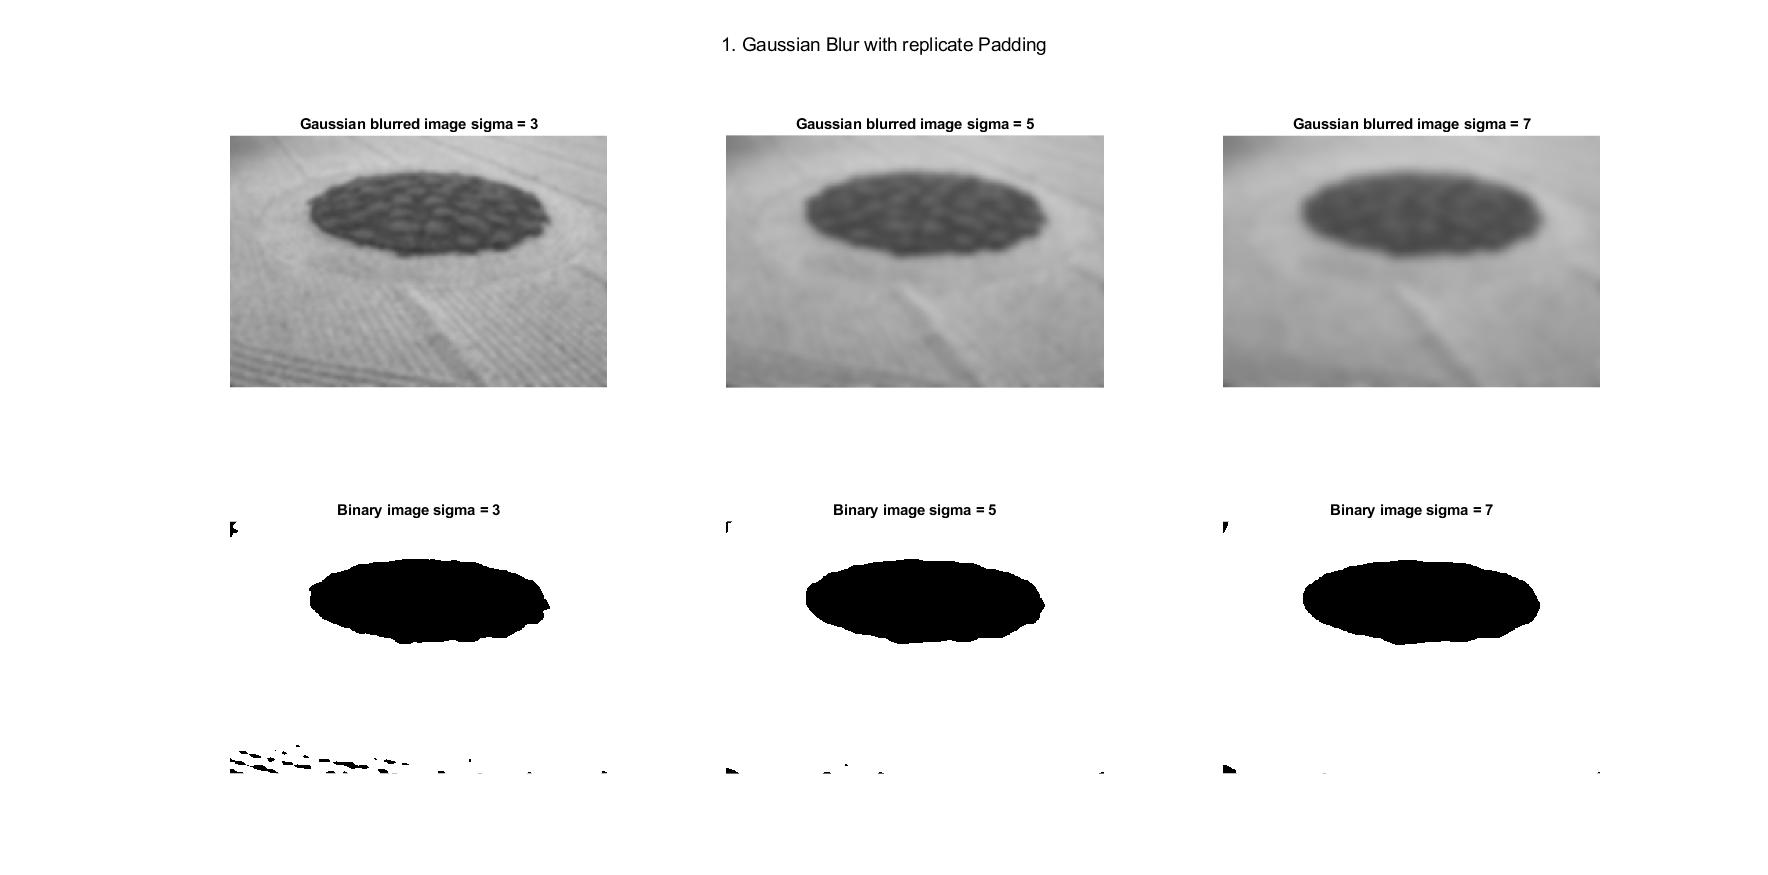 1. Gaussian Blur with replicate Padding
Gaussian blurred image sigma = 3
Gaussian blurred image sigma = 5
Gaussian blurred image sigma = 7
Binary image sigma = 3
Binary image sigma = 5
Binary image sigma = 7